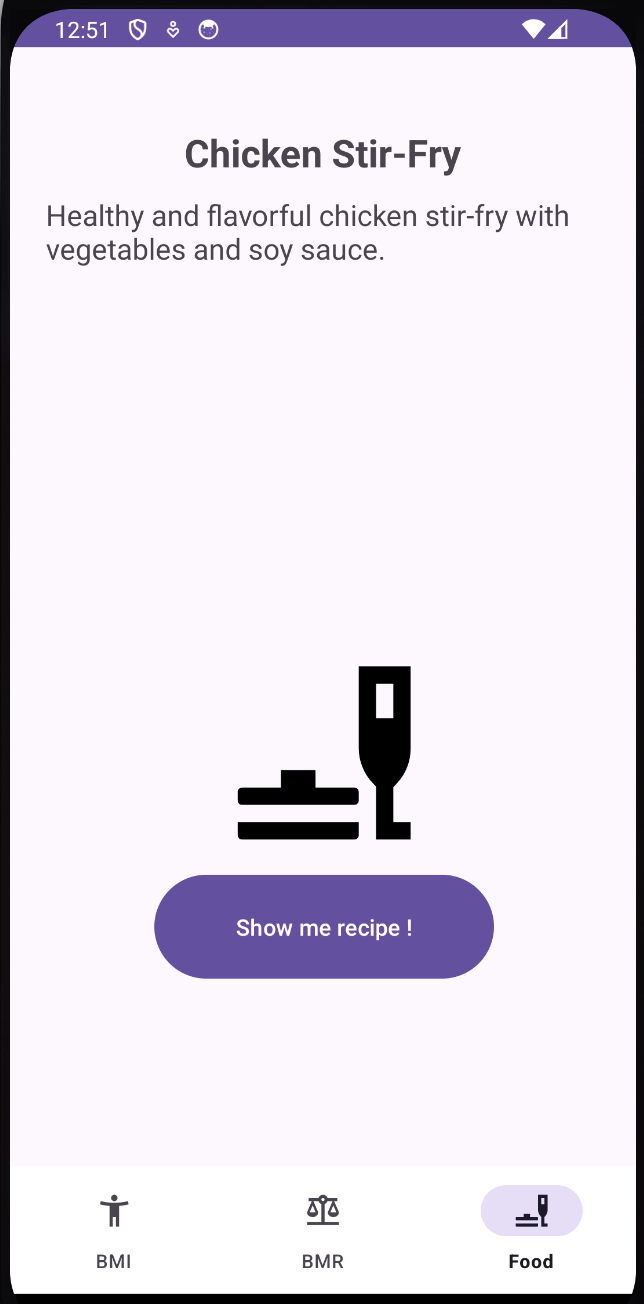 12:51
Chicken Stir-Fry
Healthy and flavorful chicken stir-fry with
vegetables and soy sauce.
Show me recipe !
BMI
BMR
Food